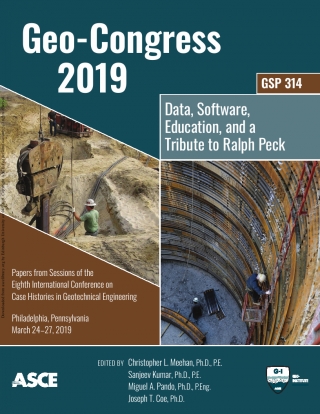 Geo-Congress
2019
GSP 314
Data, Software,
Education, and a
Tribute to Ralph Peck
Papers from Sessions of the
Eighth International Conference on
Case Histories in Geotechnical Engineering
Philadelphia, Pennsylvania
March 24–27, 2019
EDITED BY Christopher L. Meehan, Ph.D., P.E.
Sanjeev Kumar, Ph.D., P.E.
Miguel A. Pando, Ph.D., P.Eng.
Joseph T. Coe, Ph.D.
ASCE
G-I
GEO-
INSTITUTE